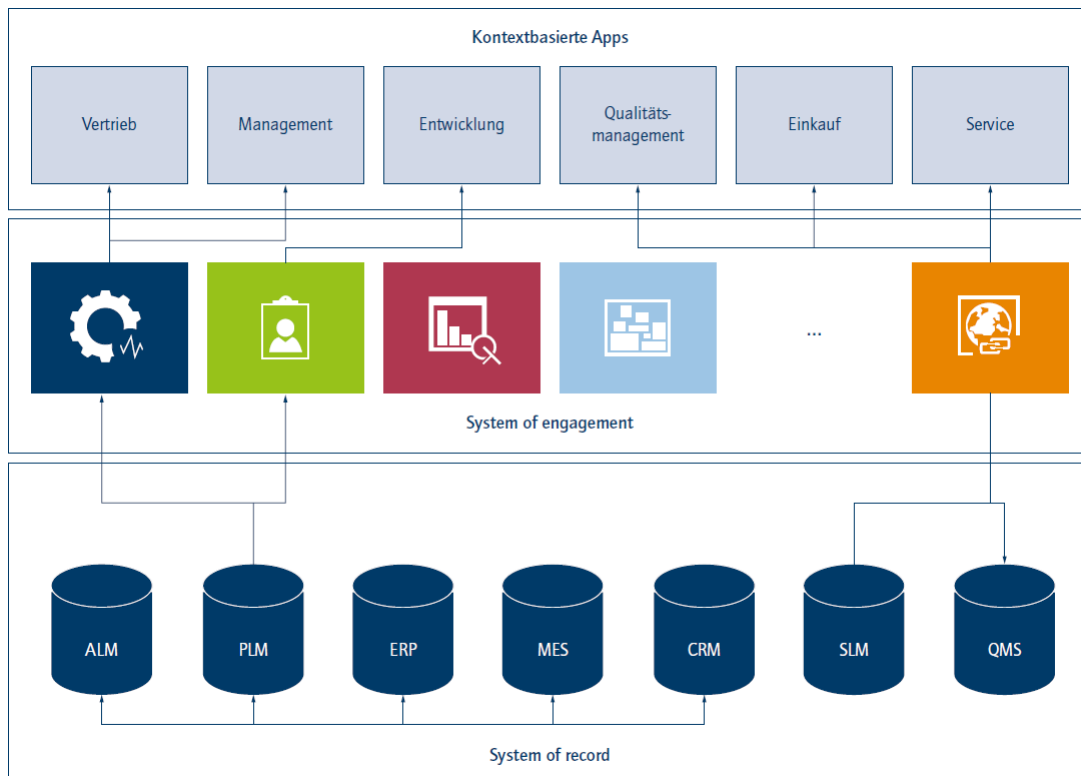 Kontextbasierte Apps
Vertrieb
Management
Entwicklung
Qualitäts-
management
Einkauf
Service
...
System of engagement
ALM
PLM
ERP
MES
CRM
SLM
QMS
System of record